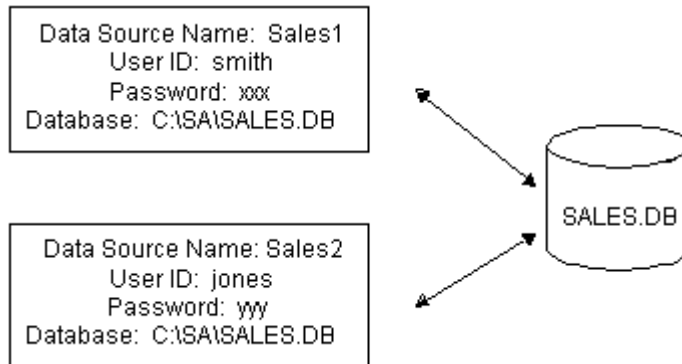 Data Source Name: Sales1
User ID: smith
Password: xxx
Database: C:\SA\SALES.DB
SALES.DB
Data Source Name: Sales2
User ID: jones
Password: yyy
Database: C:\SA\SALES.DB